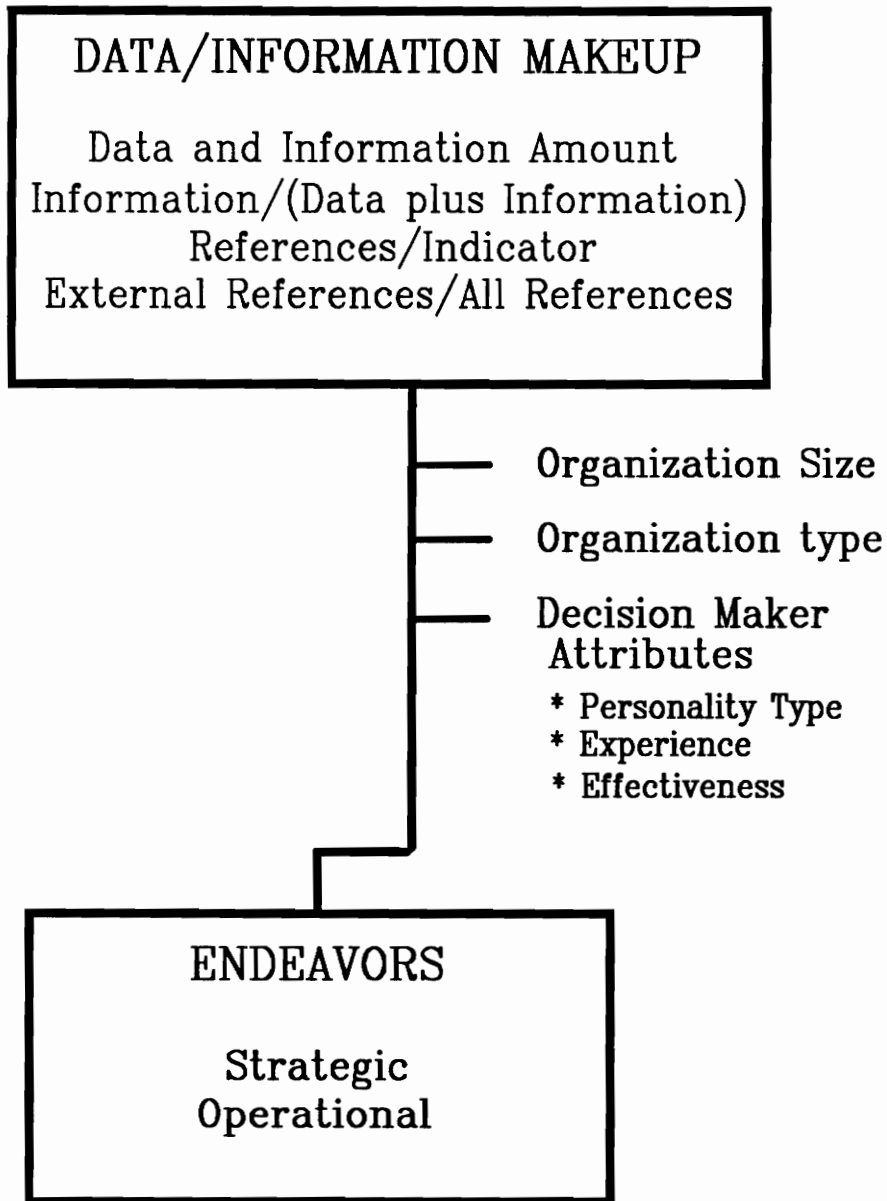 DATA/INFORMATION MAKEUP
Data and Information Amount
Information/(Data plus Information)
References/Indicator
External References/All References
Organization Size
Organization type
Decision Maker
Attributes
* Personality Type
* Experience
* Effectiveness
ENDEAVORS
Strategic
Operational